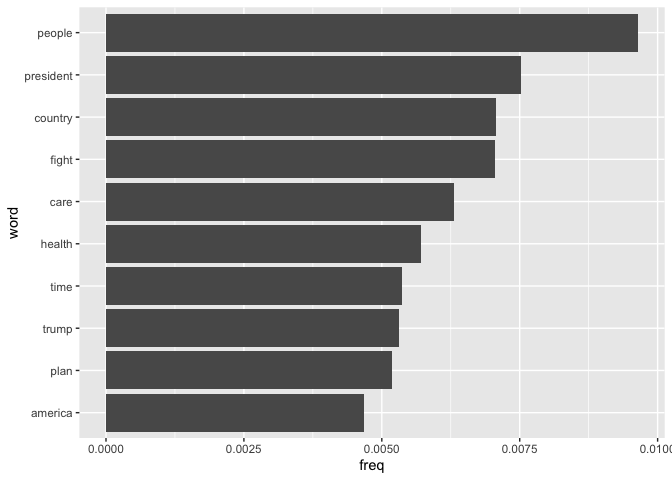 people
president
country
fight
care
health
time
trump
plan
america
word
0.0000 0.0025 0.0050 0.0075 0.0100
freq